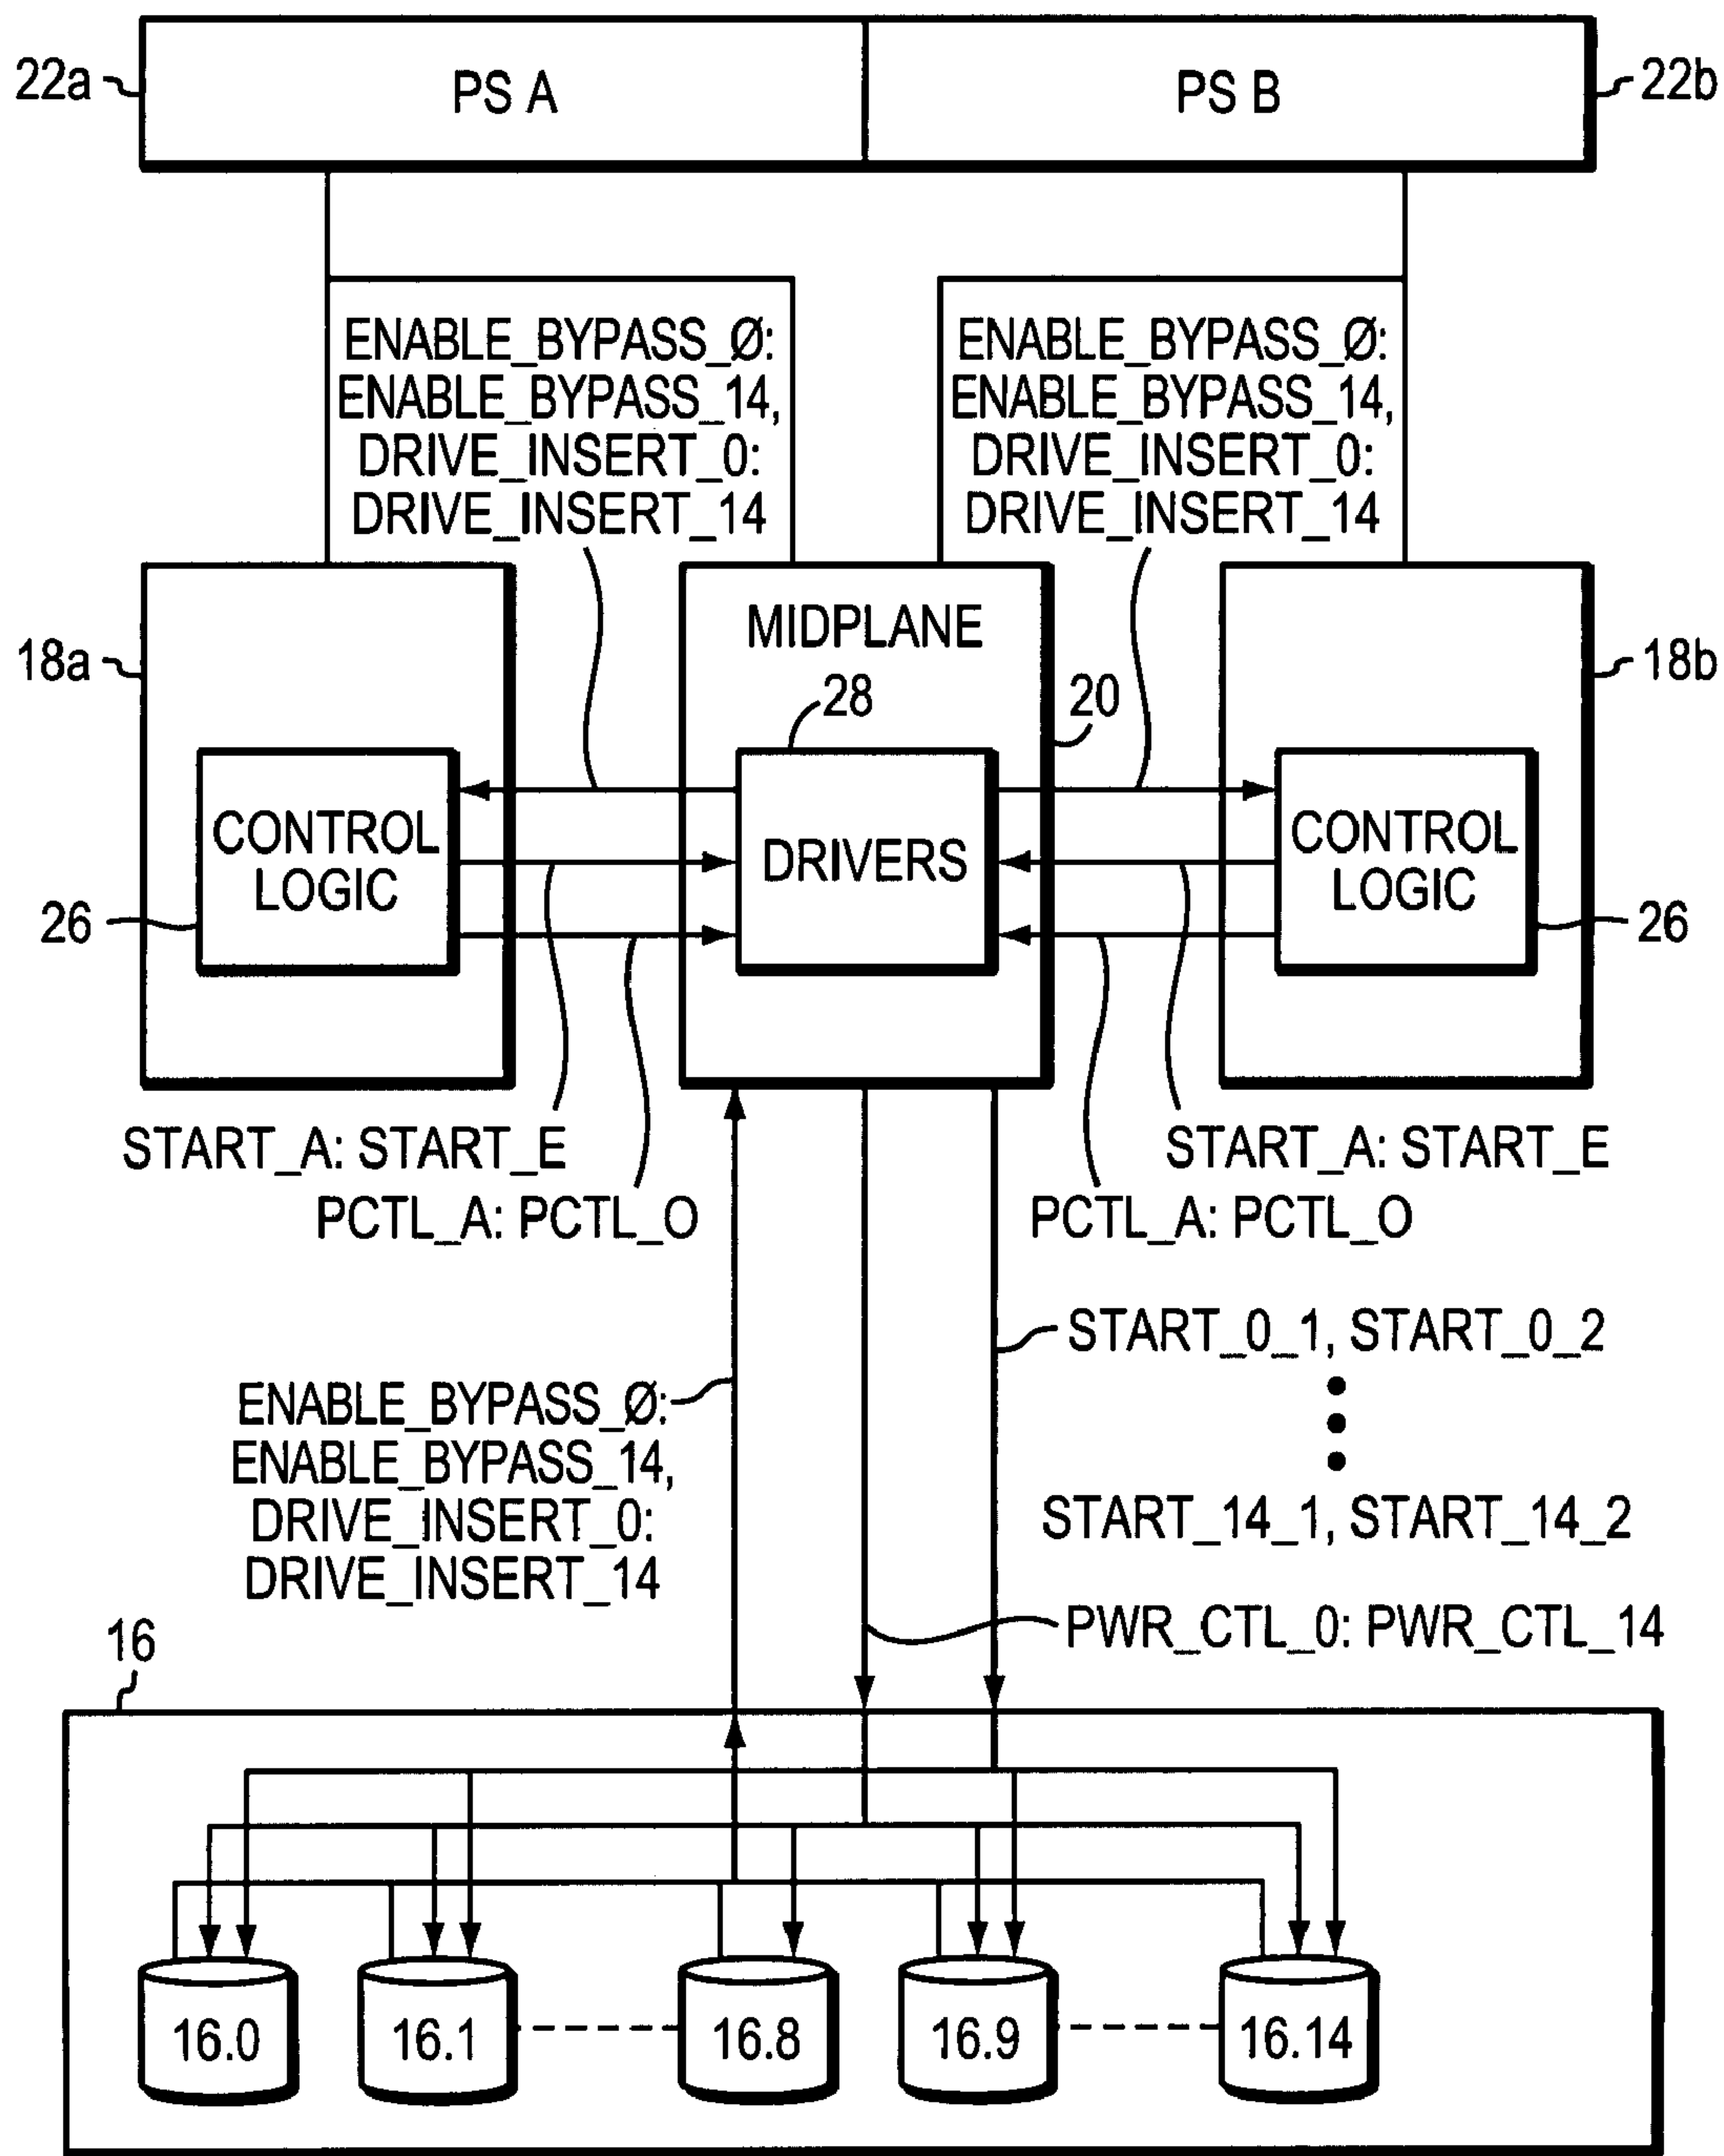 22a
PS A
PS B
22b
ENABLE_BYPASS_Ø:
ENABLE_BYPASS_14,
DRIVE_INSERT_0:
DRIVE_INSERT_14
ENABLE_BYPASS_Ø:
ENABLE_BYPASS_14,
DRIVE_INSERT_0:
DRIVE_INSERT_14
18a
MIDPLANE
18b
28
20
CONTROL
LOGIC
DRIVERS
CONTROL
LOGIC
26
26
START_A: START_E
START_A: START_E
PCTL_A: PCTL_O
PCTL_A: PCTL_O
START_0_1, START_0_2
ENABLE_BYPASS_Ø:
ENABLE_BYPASS_14,
DRIVE_INSERT_0:
DRIVE_INSERT_14
START_14_1, START_14_2
PWR_CTL_0: PWR_CTL_14
16
16.0
16.1
16.8
16.9
16.14